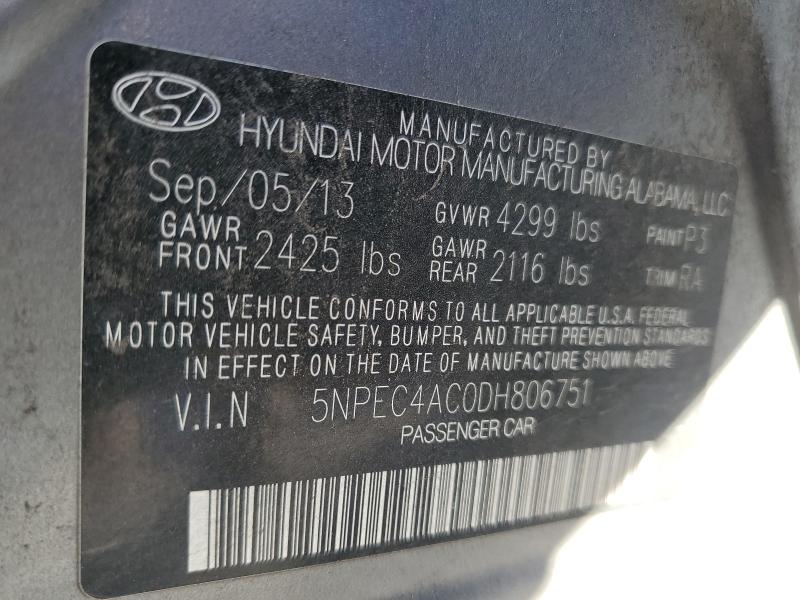 MANUFACTURED BY
HYUNDAI MOTOR MANUFACTURING ALABAMA, LLC
Sep/05/13 GVWR 4299 lbs PAINT P3
GAWR FRONT 2425 lbs GAWR REAR 2116 lbs TRIM RA
THIS VEHICLE CONFORMS TO ALL APPLICABLE U.S.A. FEDERAL
MOTOR VEHICLE SAFETY, BUMPER, AND THEFT PREVENTION STANDARDS
IN EFFECT ON THE DATE OF MANUFACTURE SHOWN ABOVE
V.I.N 5NPEC4AC0DH806751
PASSENGER CAR